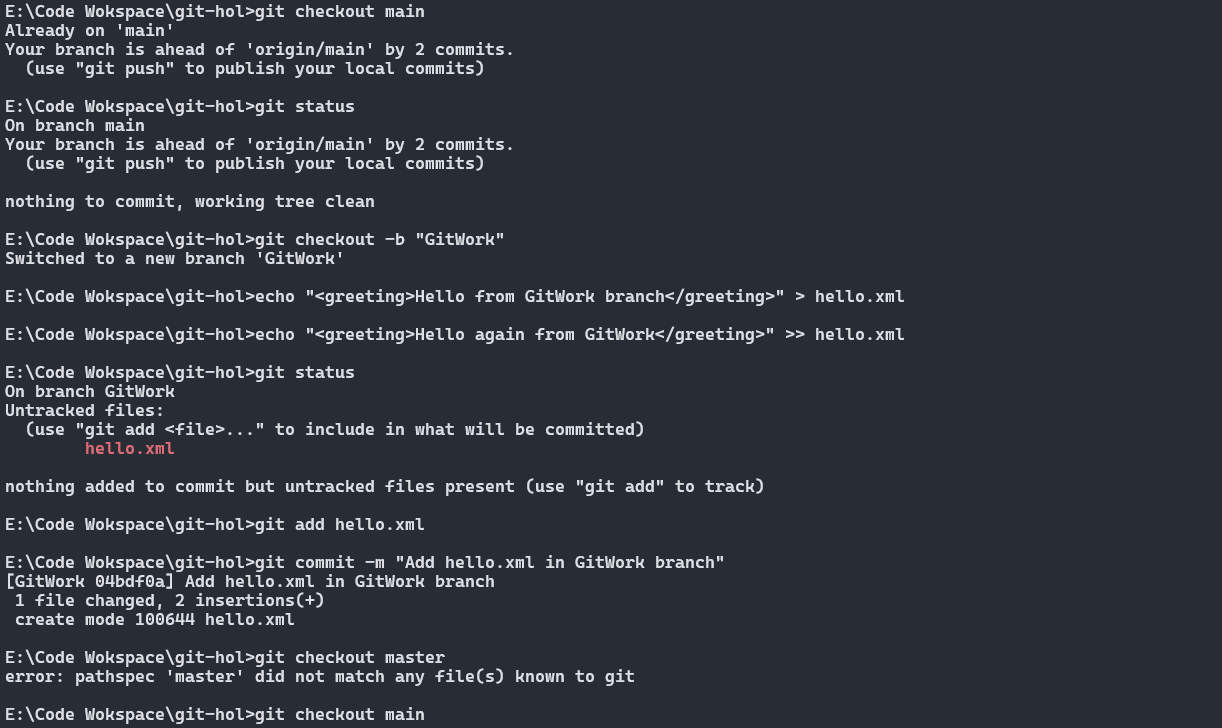 E:\Code Wokspace\git-hol>git checkout main
Already on 'main'
Your branch is ahead of 'origin/main' by 2 commits.
  (use "git push" to publish your local commits)

E:\Code Wokspace\git-hol>git status
On branch main
Your branch is ahead of 'origin/main' by 2 commits.
  (use "git push" to publish your local commits)

nothing to commit, working tree clean

E:\Code Wokspace\git-hol>git checkout -b "GitWork"
Switched to a new branch 'GitWork'

E:\Code Wokspace\git-hol>echo "<greeting>Hello from GitWork branch</greeting>" > hello.xml

E:\Code Wokspace\git-hol>echo "<greeting>Hello again from GitWork</greeting>" >> hello.xml

E:\Code Wokspace\git-hol>git status
On branch GitWork
Untracked files:
  (use "git add <file>..." to include in what will be committed)
        hello.xml

nothing added to commit but untracked files present (use "git add" to track)

E:\Code Wokspace\git-hol>git add hello.xml

E:\Code Wokspace\git-hol>git commit -m "Add hello.xml in GitWork branch"
[GitWork 04bdf0a] Add hello.xml in GitWork branch
 1 file changed, 2 insertions(+)
 create mode 100644 hello.xml

E:\Code Wokspace\git-hol>git checkout master
error: pathspec 'master' did not match any file(s) known to git

E:\Code Wokspace\git-hol>git checkout main